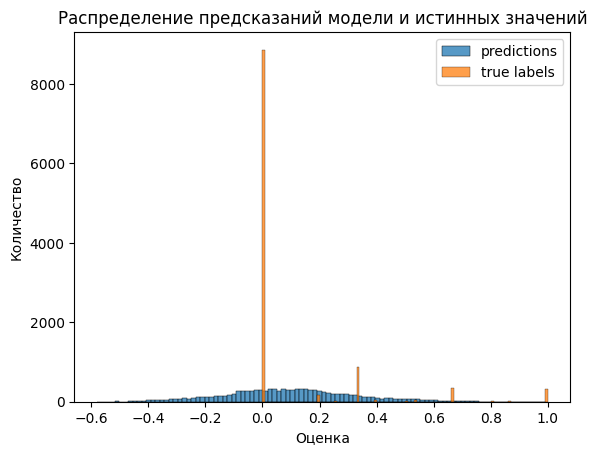 Распределение предсказаний модели и истинных значений
predictions
true labels
Количество
8000
6000
4000
2000
0
−0.6 −0.4 −0.2 0.0 0.2 0.4 0.6 0.8 1.0
Оценка